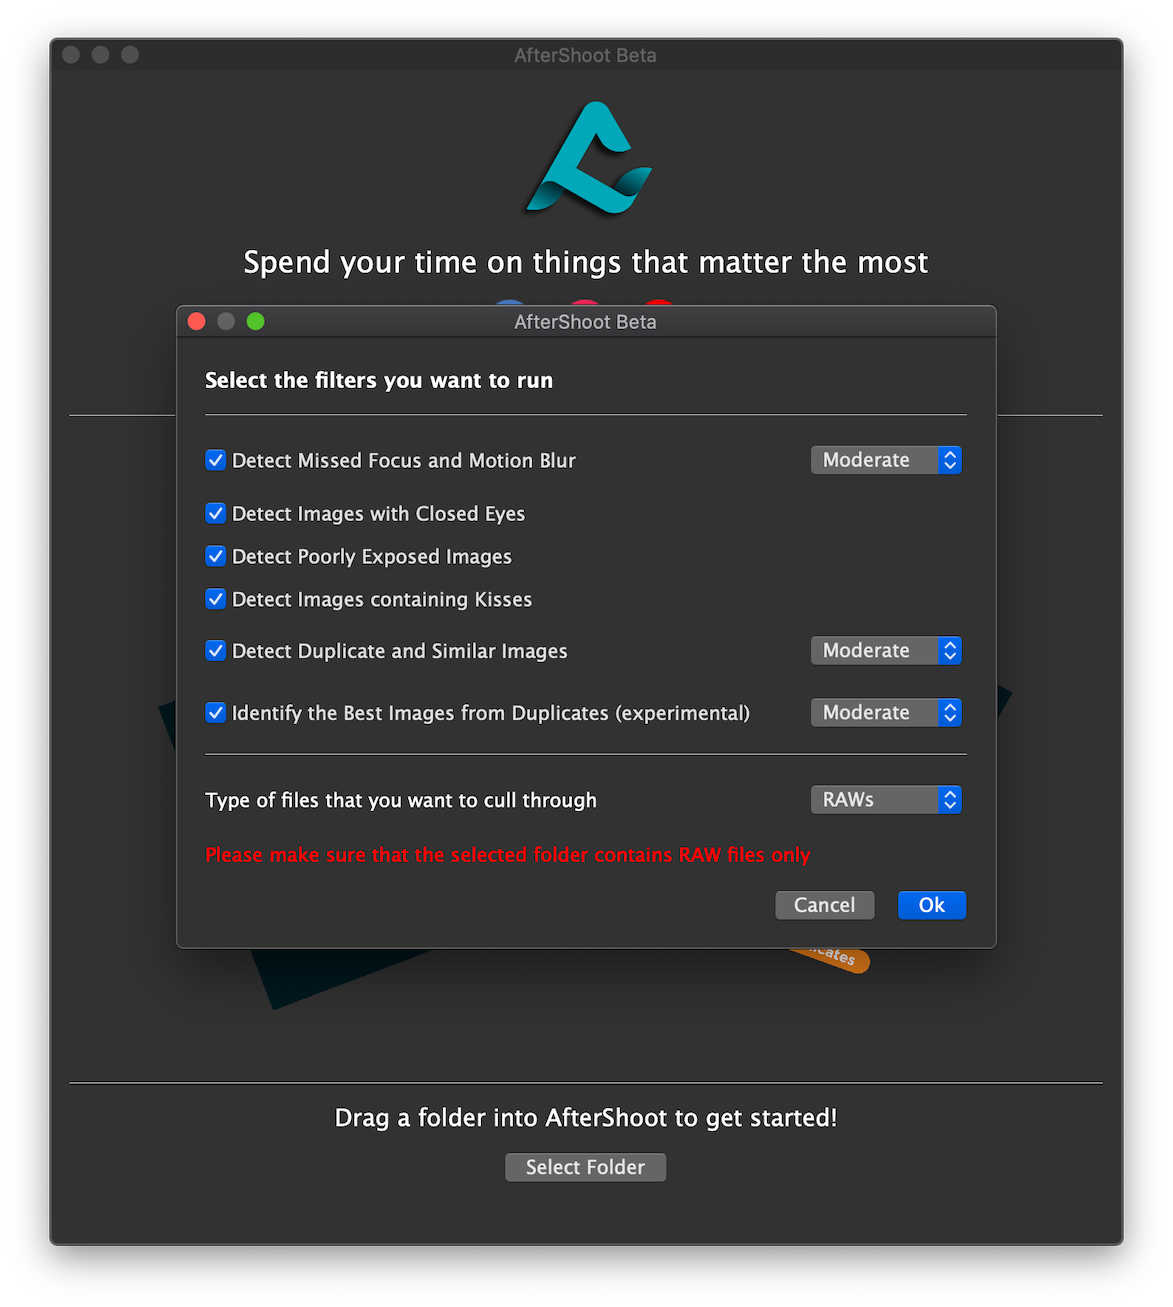 AfterShoot Beta
Spend your time on things that matter the most
AfterShoot Beta
Select the filters you want to run
Detect Missed Focus and Motion Blur Moderate
Detect Images with Closed Eyes
Detect Poorly Exposed Images
Detect Images containing Kisses
Detect Duplicate and Similar Images Moderate
Identify the Best Images from Duplicates (experimental) Moderate
Type of files that you want to cull through RAWs
Please make sure that the selected folder contains RAW files only
Cancel Ok
Drag a folder into AfterShoot to get started!
Select Folder